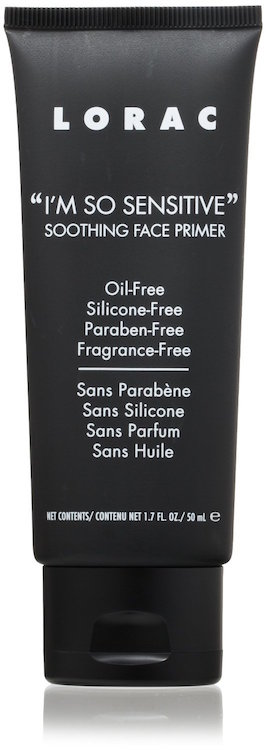 LORAC
“I'M SO SENSITIVE”
SOOTHING FACE PRIMER
Oil-Free
Silicone-Free
Paraben-Free
Fragrance-Free
Sans Parabène
Sans Silicone
Sans Parfum
Sans Huile
NET CONTENTS/ CONTENU NET 1.7 FL. OZ./ 50 mL ℮